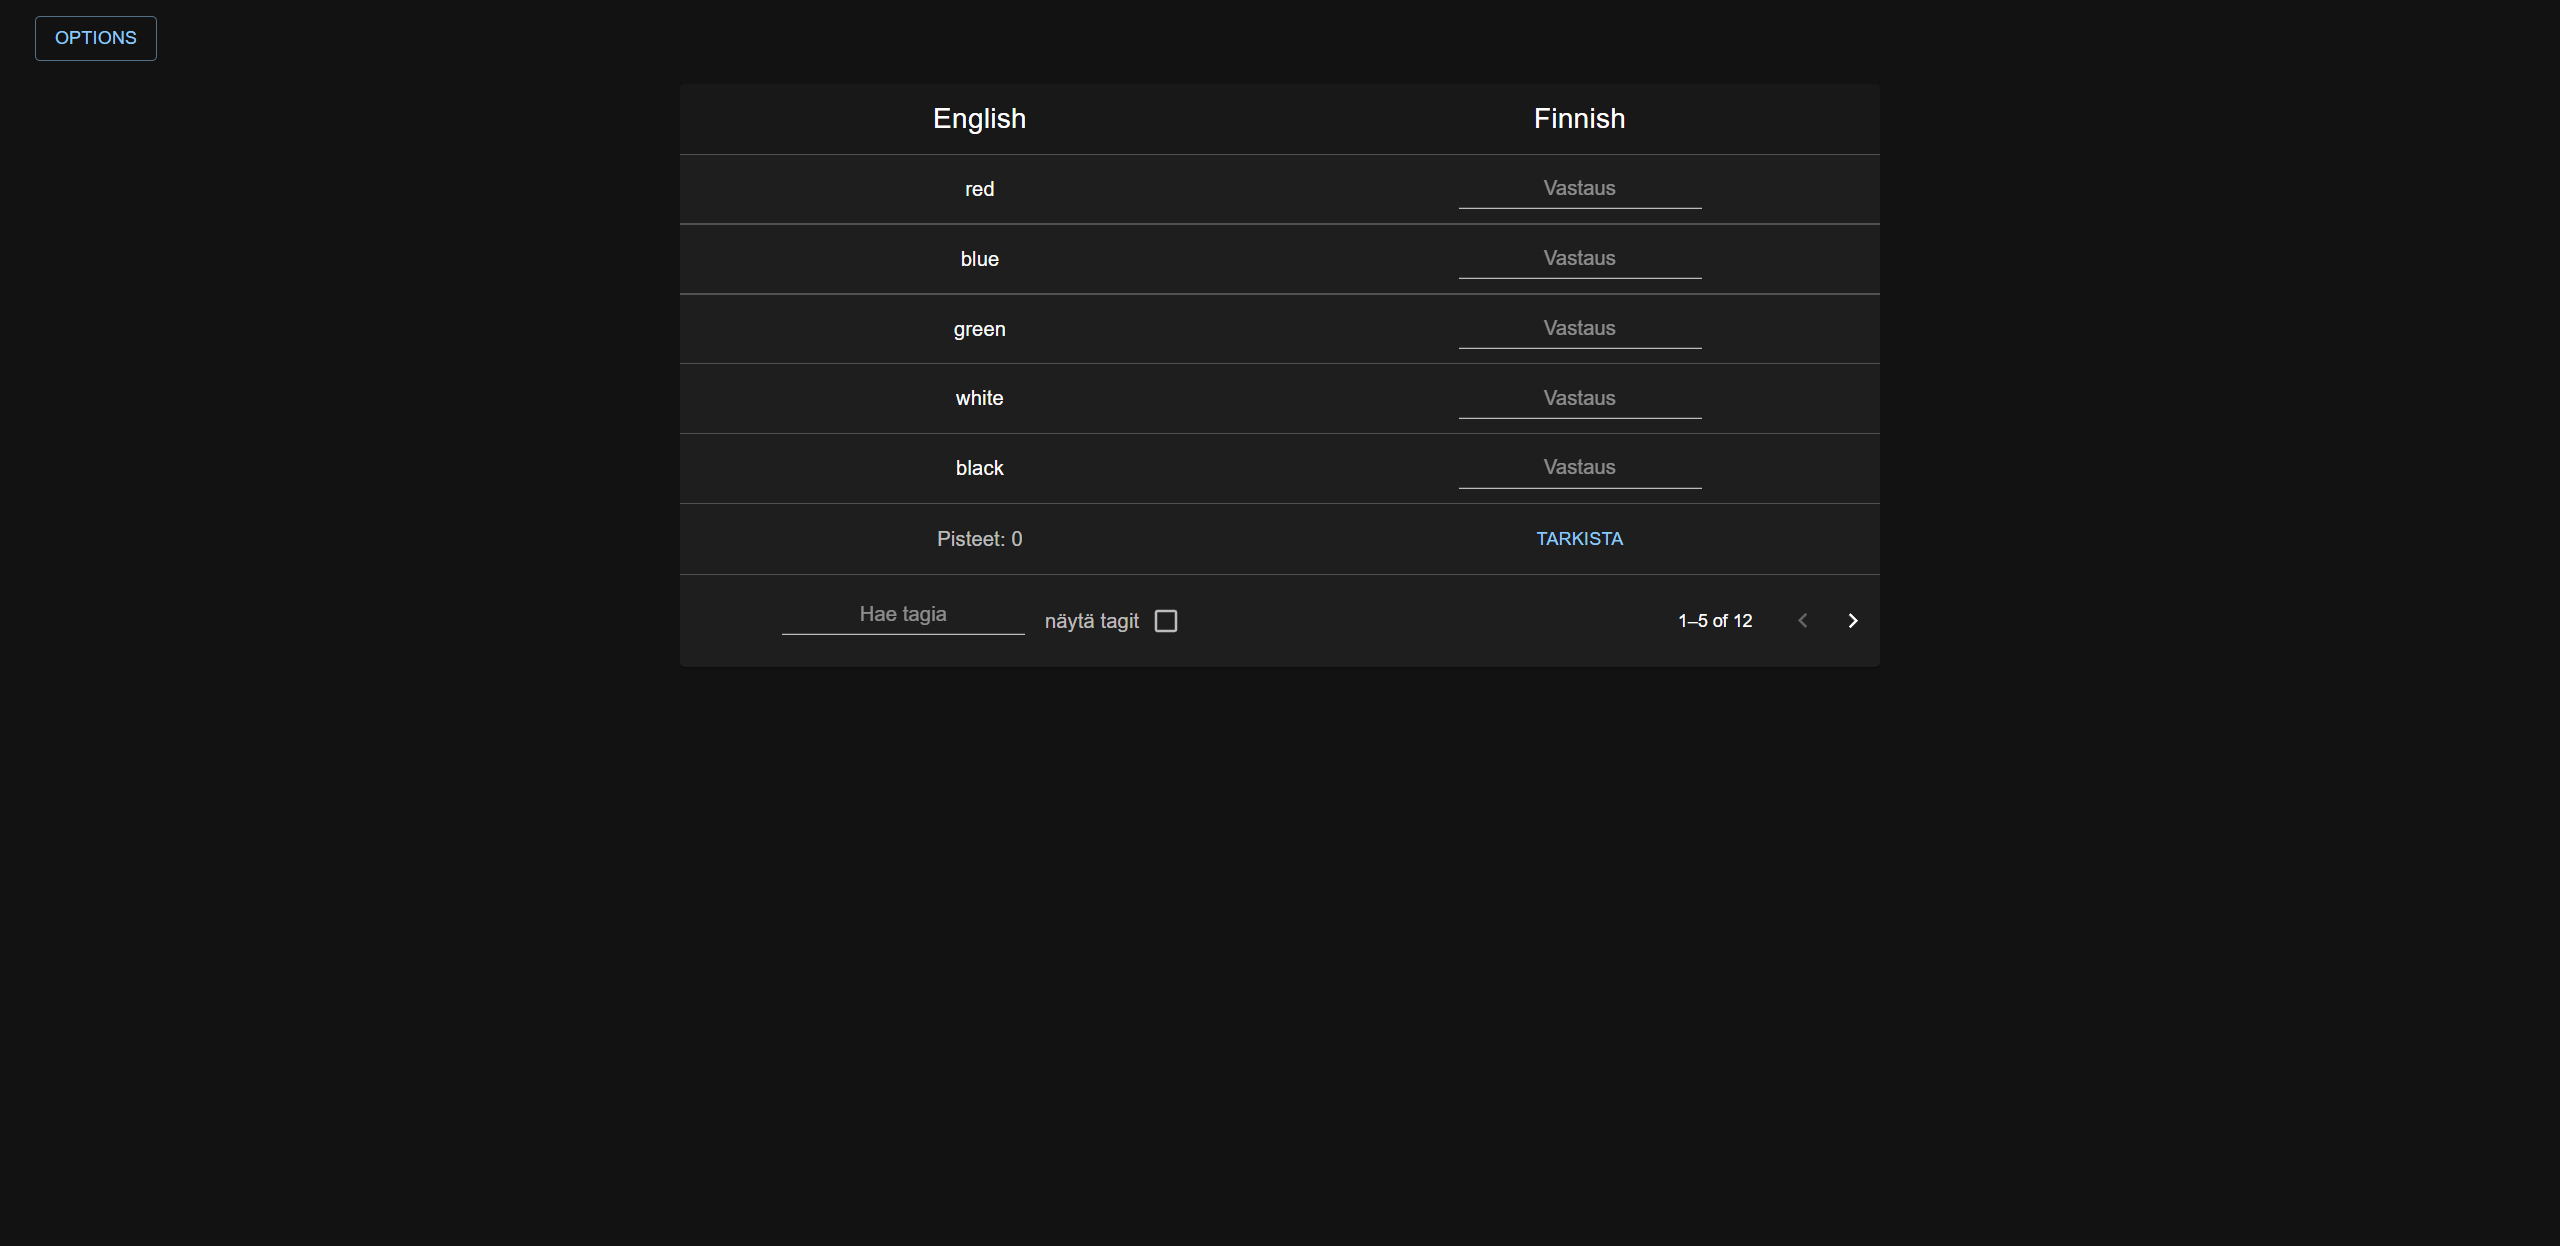 OPTIONS
English Finnish
red Vastaus
blue Vastaus
green Vastaus
white Vastaus
black Vastaus
Pisteet: 0 TARKISTA
Hae tagia näytä tagit 1–5 of 12